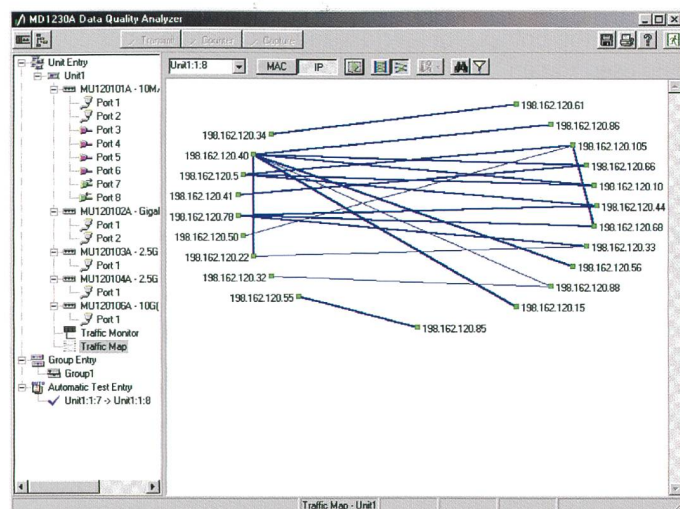 MD1230A Data Quality Analyzer
Transmit
Counter
Capture
Unit Entry
Unit1
MU120101A - 10M/
Port 1
Port 2
Port 3
Port 4
Port 5
Port 6
Port 7
Port 8
MU120102A - Gigal
Port 1
Port 2
MU120103A - 2.5G
Port 1
MU120104A - 2.5G
Port 1
MU120106A - 10G(
Port 1
Traffic Monitor
Traffic Map
Group Entry
Group1
Automatic Test Entry
Unit1:1:7 -> Unit1:1:8
Unit1:1:8
MAC
IP
198.162.120.34
198.162.120.40
198.162.120.5
198.162.120.41
198.162.120.70
198.162.120.50
198.162.120.22
198.162.120.32
198.162.120.55
198.162.120.61
198.162.120.86
198.162.120.105
198.162.120.66
198.162.120.10
198.162.120.44
198.162.120.68
198.162.120.33
198.162.120.56
198.162.120.88
198.162.120.15
198.162.120.85
Traffic Map - Unit1